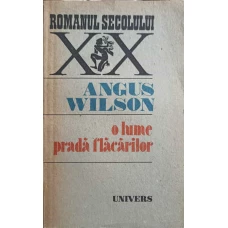 ROMANUL SECOLULUI
XX
ANGUS
WILSON
o lume
pradă flăcărilor
UNIVERS